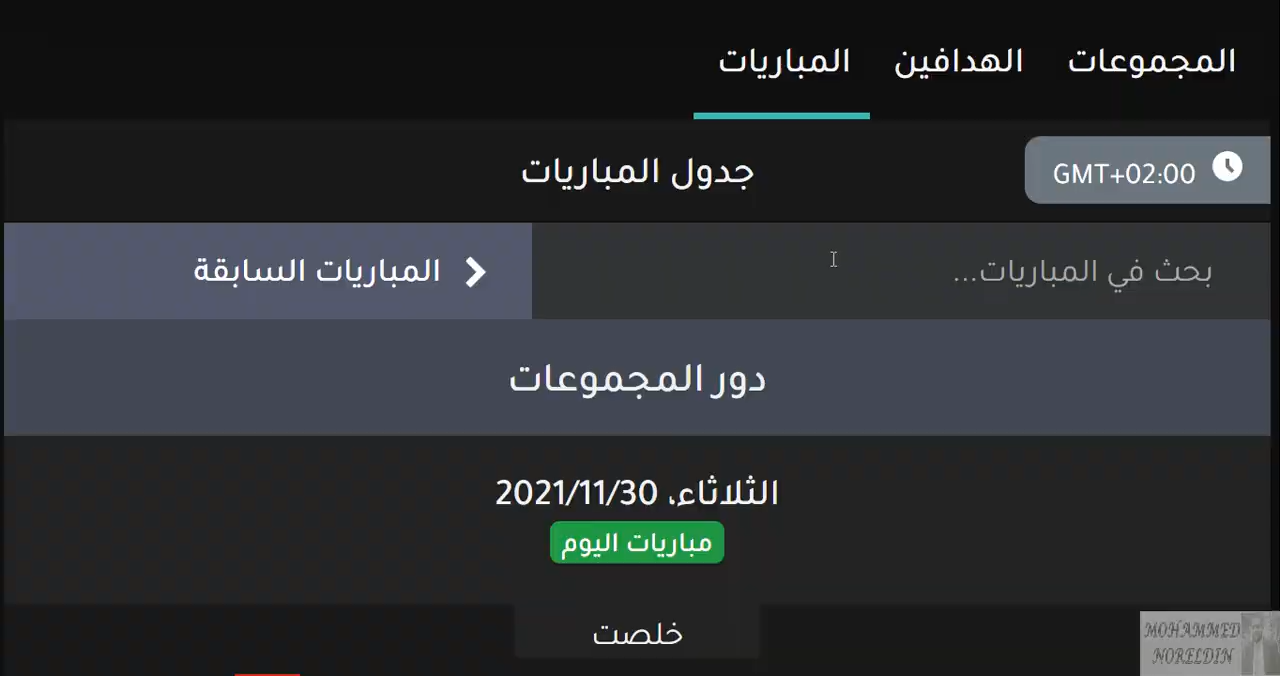 المجموعات الهدافين المباريات
GMT+02:00
جدول المباريات
بحث في المباريات...
المباريات السابقة
دور المجموعات
الثلاثاء، 2021/11/30
مباريات اليوم
خلصت
MOHAMMED
NORELDIN